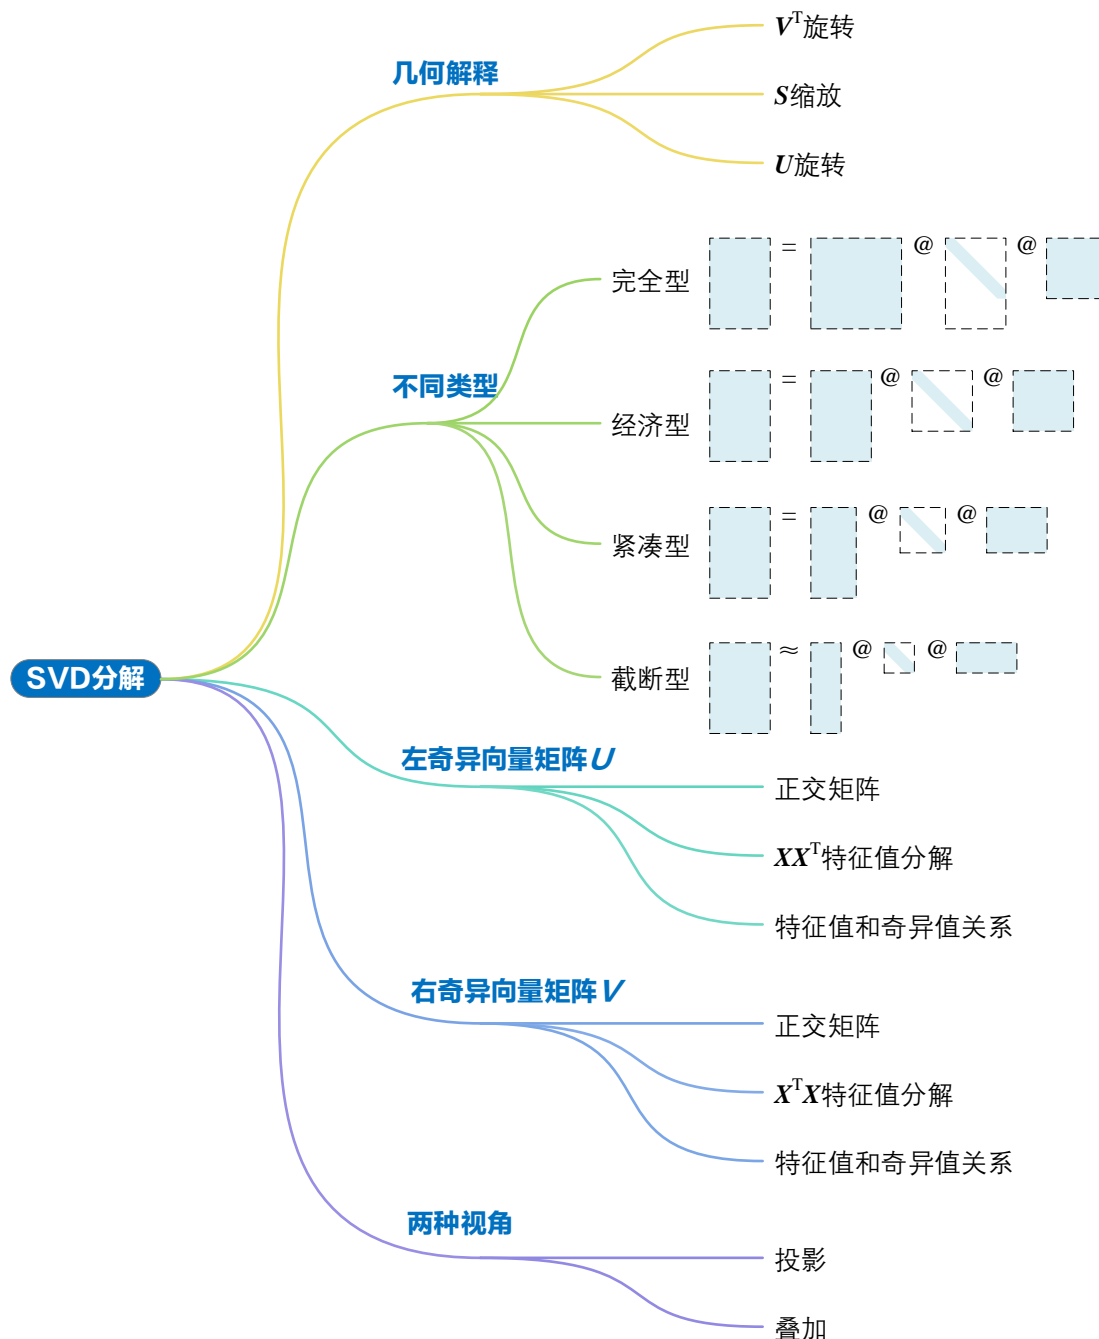 SVD分解
几何解释
Vᵀ旋转
S缩放
U旋转
不同类型
完全型
= @ @
经济型
= @ @
紧凑型
= @ @
截断型
≈ @ @
左奇异向量矩阵U
正交矩阵
XXᵀ特征值分解
特征值和奇异值关系
右奇异向量矩阵V
正交矩阵
XᵀX特征值分解
特征值和奇异值关系
两种视角
投影
叠加